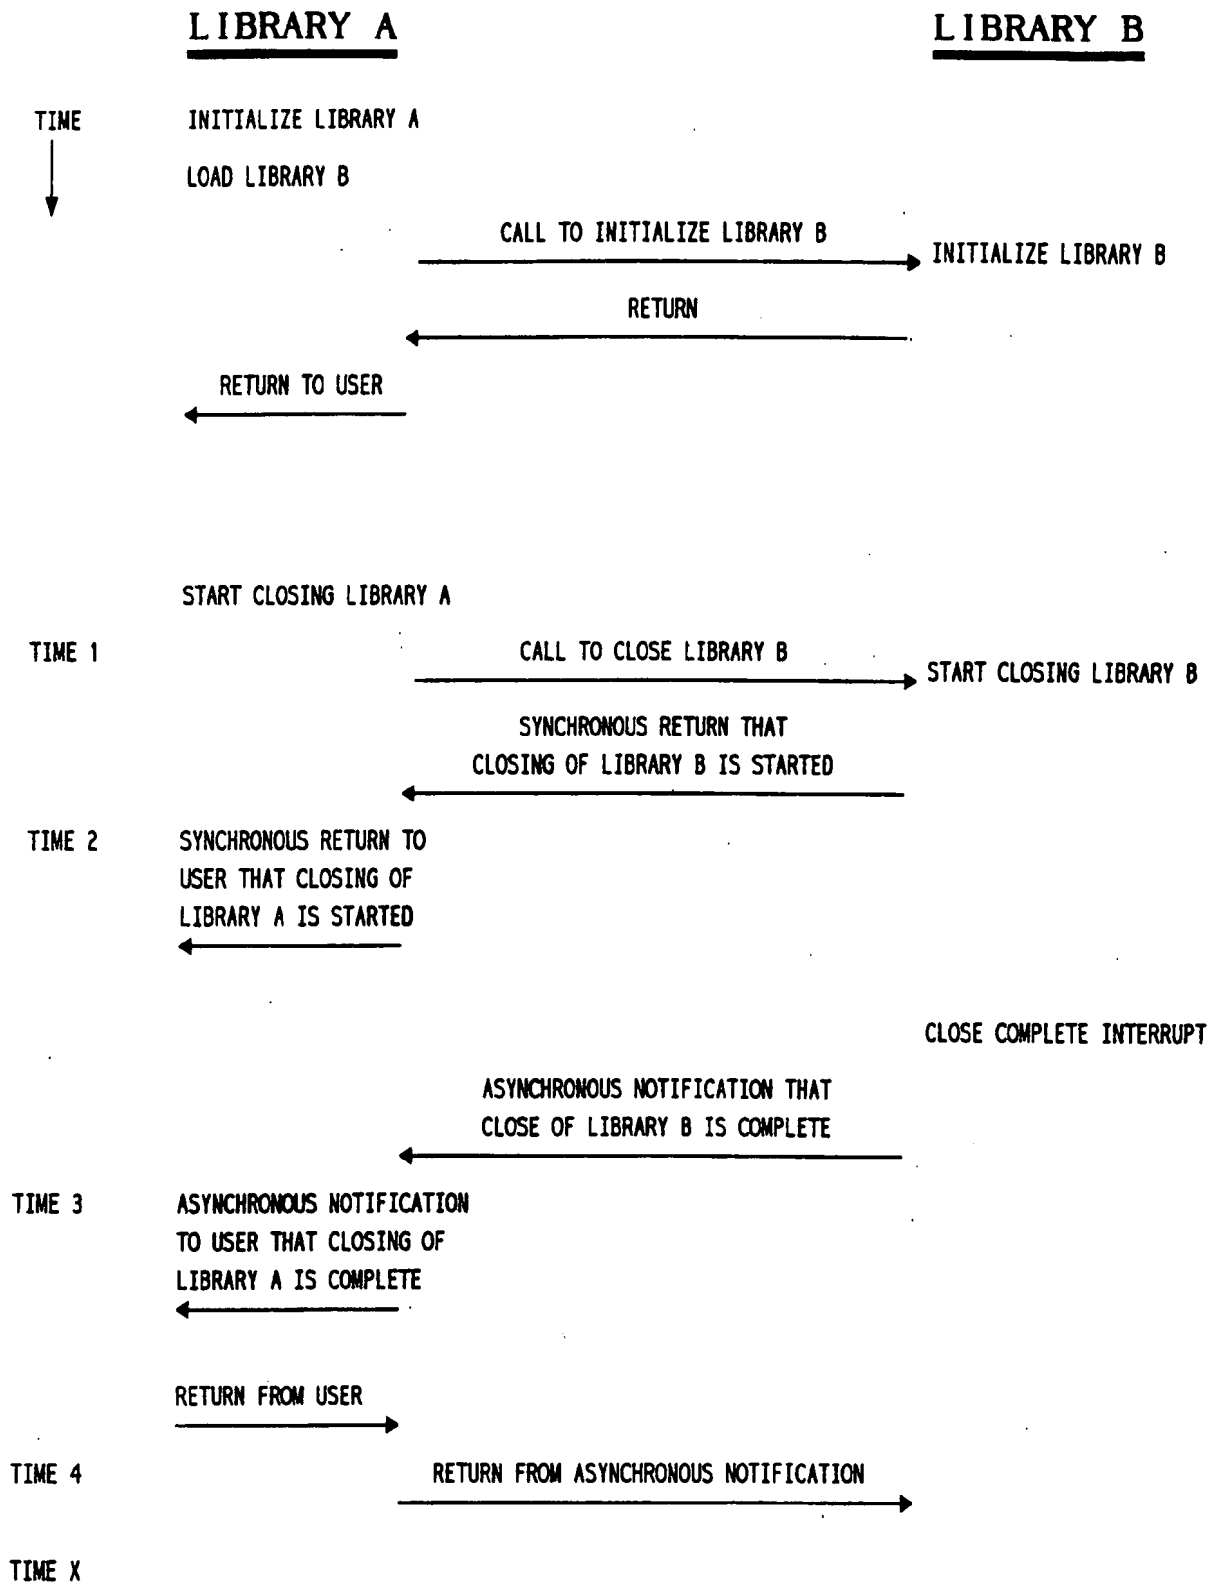 LIBRARY A
LIBRARY B
TIME
INITIALIZE LIBRARY A
LOAD LIBRARY B
CALL TO INITIALIZE LIBRARY B
INITIALIZE LIBRARY B
RETURN
RETURN TO USER
START CLOSING LIBRARY A
TIME 1
CALL TO CLOSE LIBRARY B
START CLOSING LIBRARY B
SYNCHRONOUS RETURN THAT
CLOSING OF LIBRARY B IS STARTED
TIME 2
SYNCHRONOUS RETURN TO
USER THAT CLOSING OF
LIBRARY A IS STARTED
CLOSE COMPLETE INTERRUPT
ASYNCHRONOUS NOTIFICATION THAT
CLOSE OF LIBRARY B IS COMPLETE
TIME 3
ASYNCHRONOUS NOTIFICATION
TO USER THAT CLOSING OF
LIBRARY A IS COMPLETE
RETURN FROM USER
TIME 4
RETURN FROM ASYNCHRONOUS NOTIFICATION
TIME X